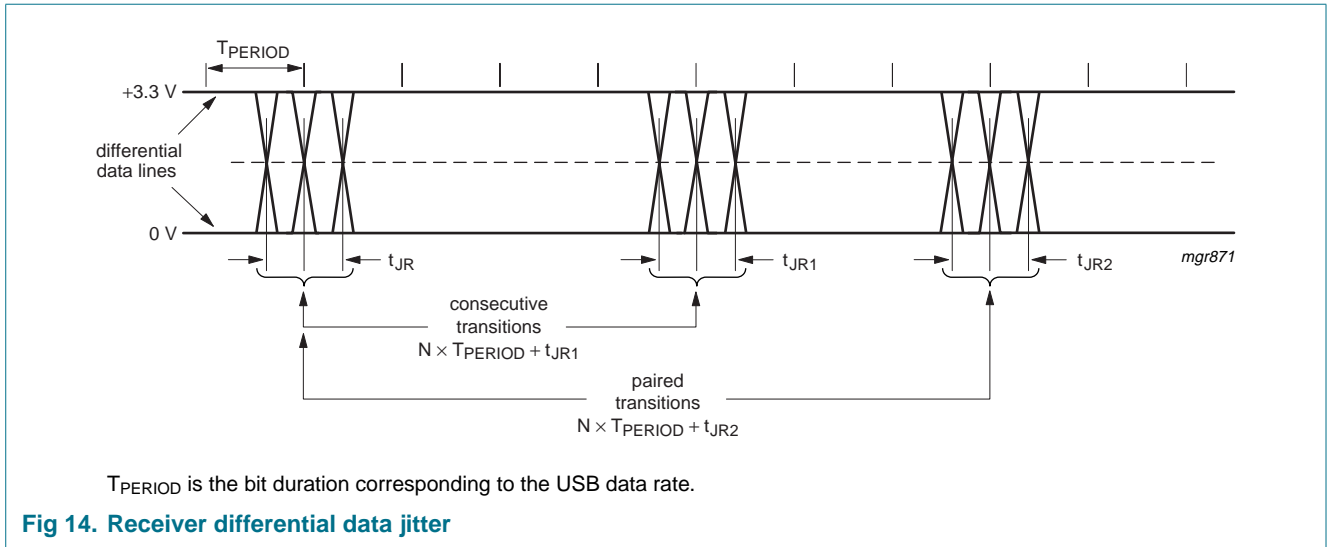 TPERIOD
+3.3 V
differential
data lines
0 V
tJR
tJR1
tJR2
mgr871
consecutive
transitions
N × TPERIOD + tJR1
paired
transitions
N × TPERIOD + tJR2
TPERIOD is the bit duration corresponding to the USB data rate.
Fig 14. Receiver differential data jitter